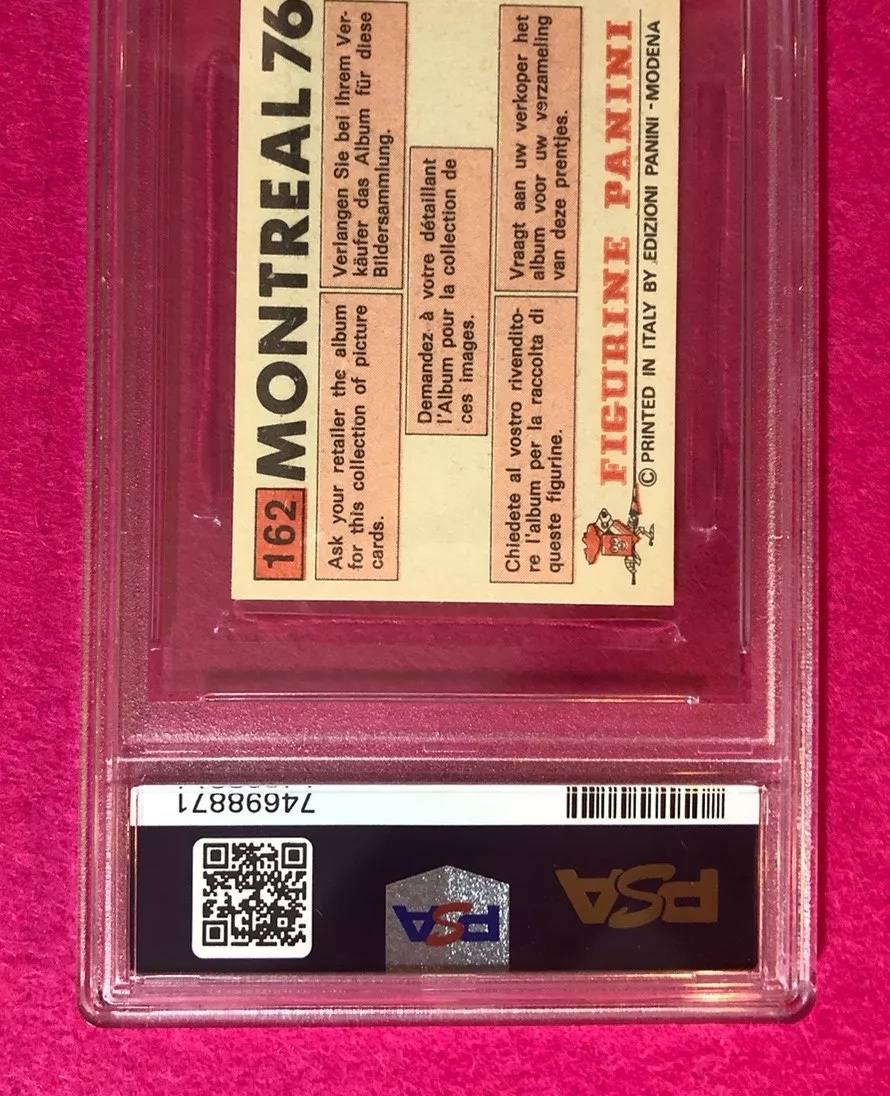 162 MONTREAL 76
Ask your retailer the album
for this collection of picture
cards.
Verlangen Sie bei Ihrem Ver-
käufer das Album für diese
Bildersammlung.
Demandez à votre détaillant
l'Album pour la collection de
ces images.
Chiedete al vostro rivendito-
re l'album per la raccolta di
queste figurine.
Vraagt aan uw verkoper het
album voor uw verzameling
van deze prentjes.
FIGURINE PANINI
© PRINTED IN ITALY BY EDIZIONI PANINI - MODENA
74698871
PSA
PSA